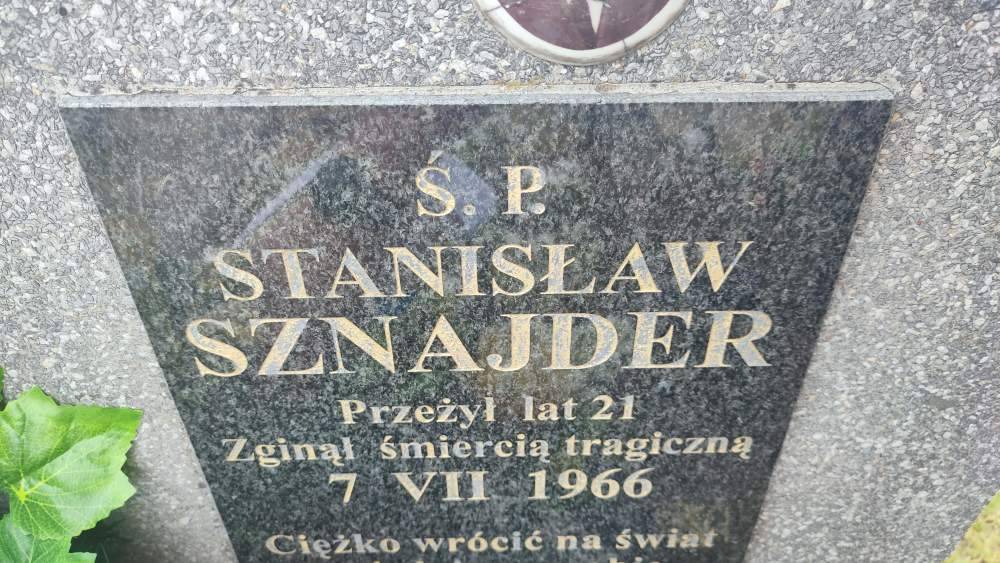 Ś. P.
STANISŁAW
SZNAJDER
Przeżył lat 21
Zginął śmiercią tragiczną
7 VII 1966
Ciężko wrócić na świat